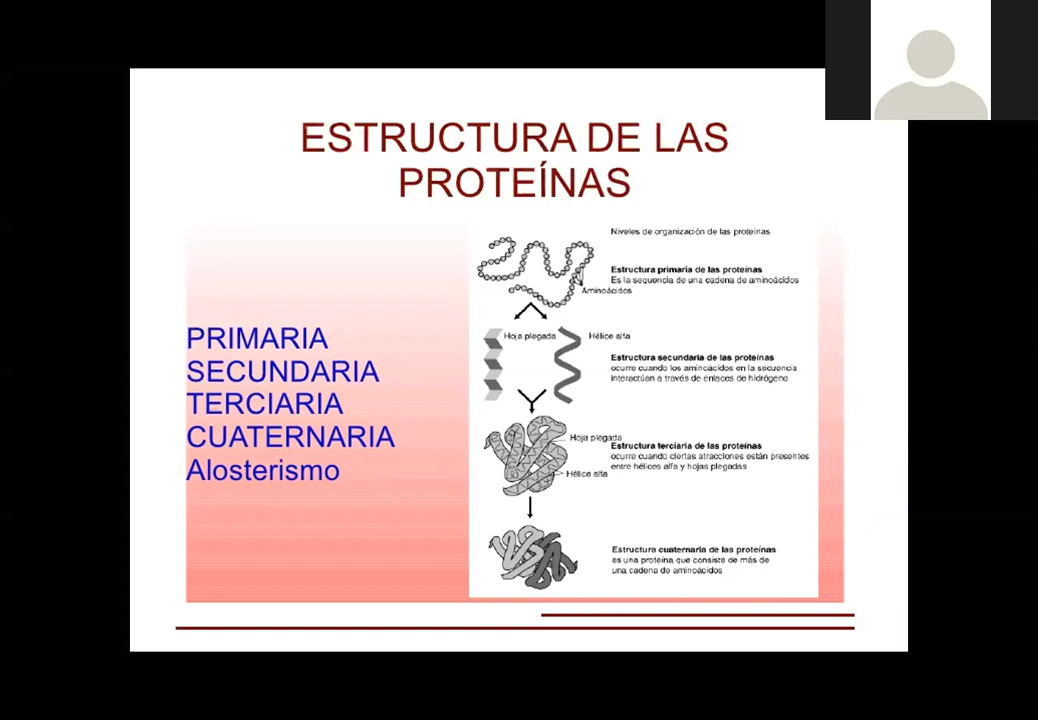 ESTRUCTURA DE LAS
PROTEÍNAS
PRIMARIA
SECUNDARIA
TERCIARIA
CUATERNARIA
Alosterismo
Niveles de organización de las proteínas
Estructura primaria de las proteínas
Es la sequencia de una cadena de aminoácidos
Aminoácidos
Hoja plegada
Hélice alfa
Estructura secundaria de las proteínas
ocurre cuando los aminoácidos en la secuencia
interactúan a través de enlaces de hidrógeno
Hoja plegada
Estructura terciaria de las proteínas
ocurre cuando ciertas atracciones están presentes
entre hélices alfa y hojas plegadas
Hélice alfa
Estructura cuaternaria de las proteínas
es una proteína que consiste de más de
una cadena de aminoácidos